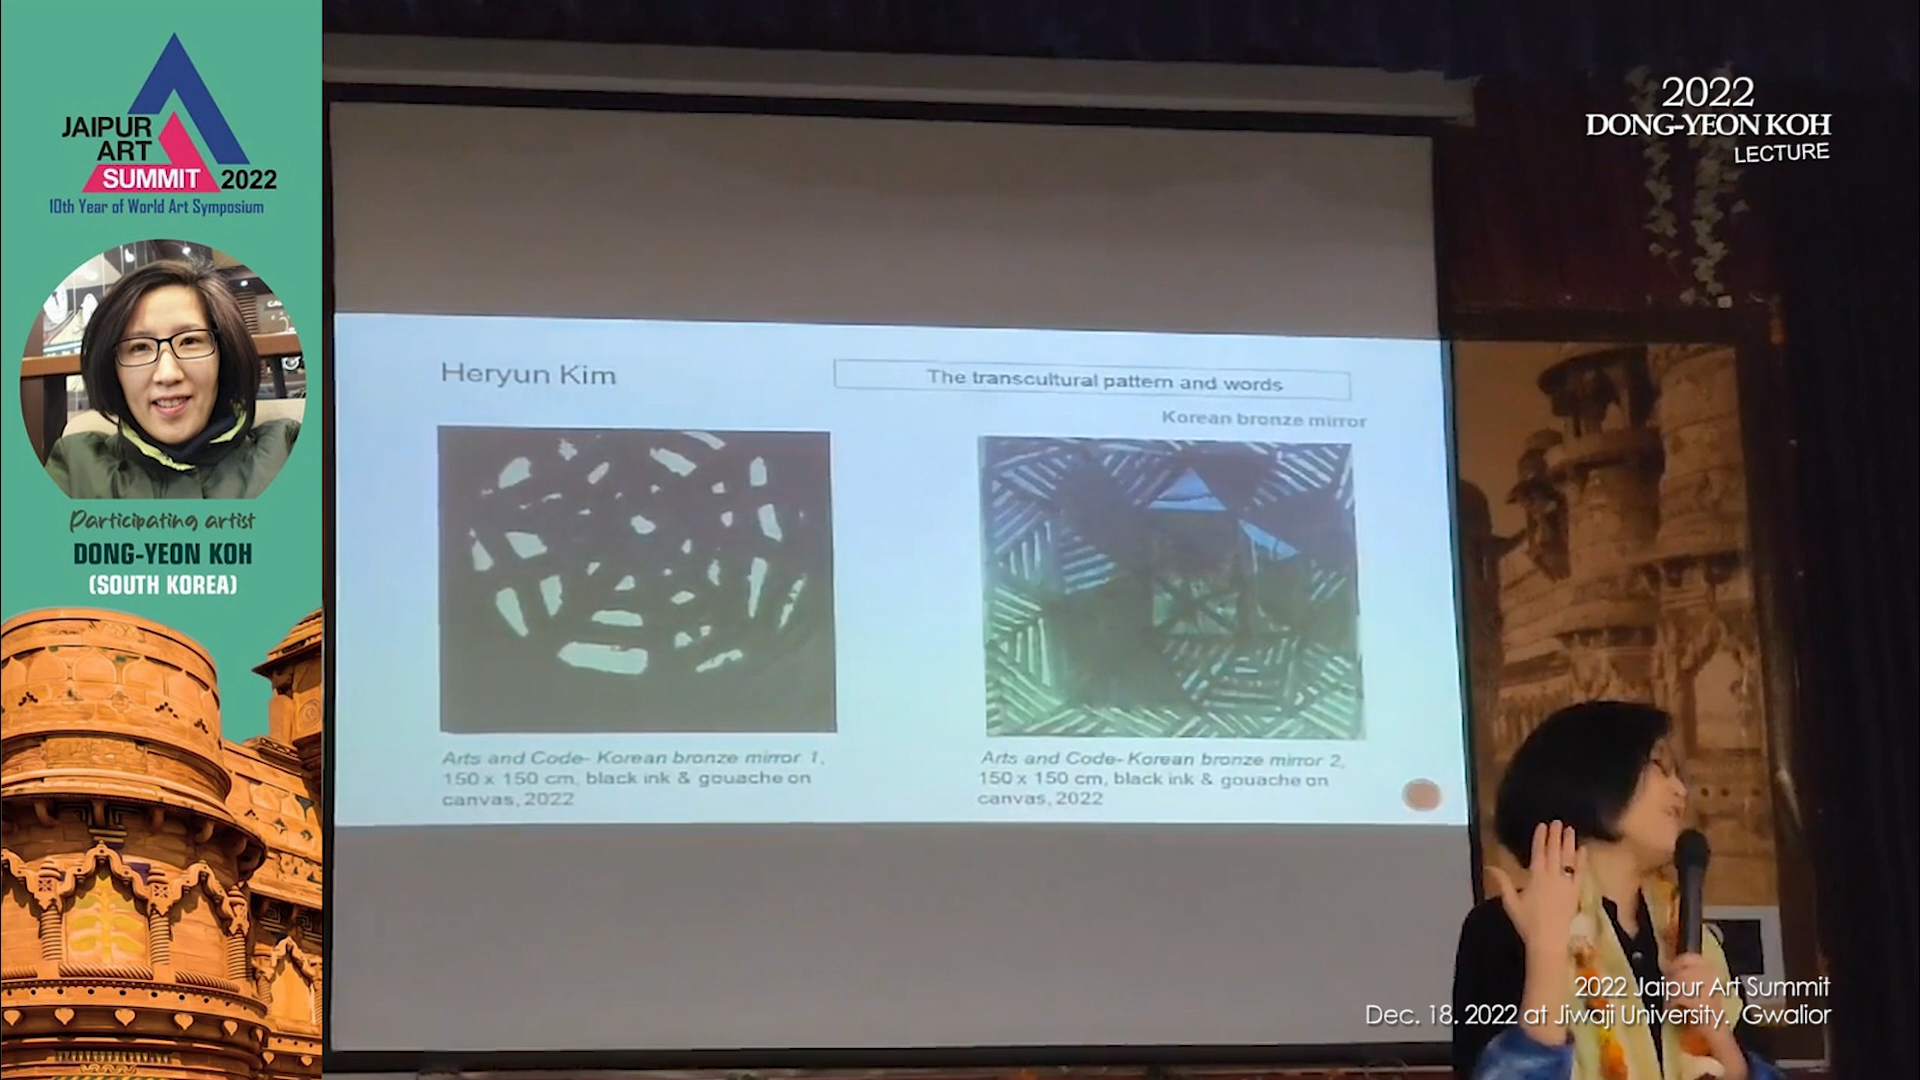 JAIPUR
ART
SUMMIT 2022
10th Year of World Art Symposium
Participating artist
DONG-YEON KOH
(SOUTH KOREA)
2022
DONG-YEON KOH
LECTURE
Heryun Kim
The transcultural pattern and words
Korean bronze mirror
Arts and Code- Korean bronze mirror 1,
150 x 150 cm, black ink & gouache on
canvas, 2022
Arts and Code- Korean bronze mirror 2,
150 x 150 cm, black ink & gouache on
canvas, 2022
2022 Jaipur Art Summit
Dec. 18. 2022 at Jiwaji University. Gwalior